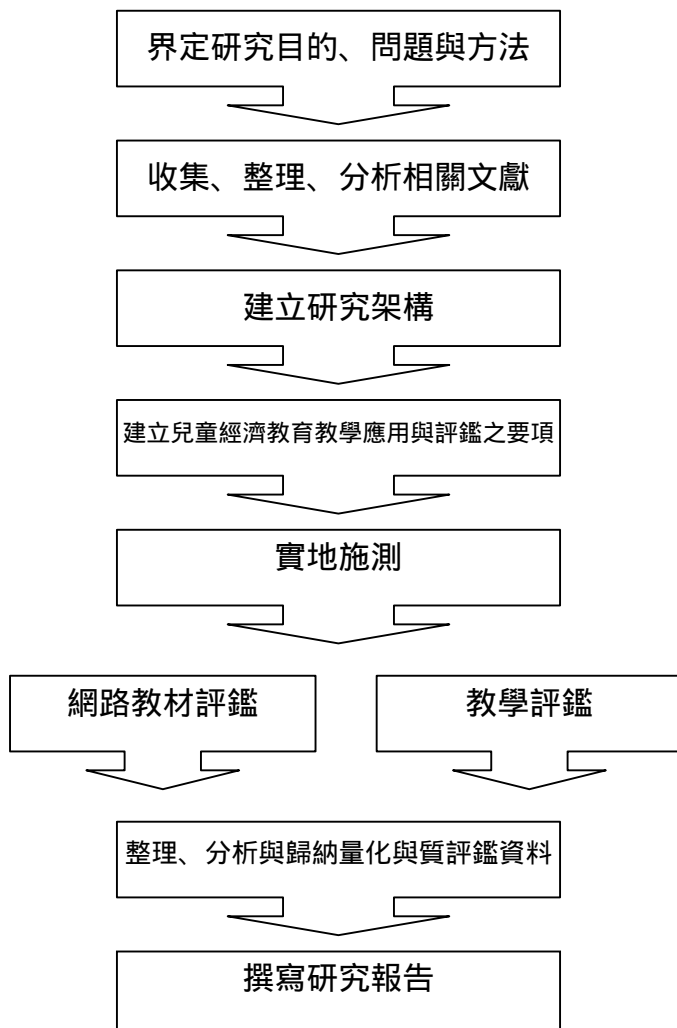 界定研究目的、問題與方法
收集、整理、分析相關文獻
建立研究架構
建立兒童經濟教育教學應用與評鑑之要項
實地施測
網路教材評鑑
教學評鑑
整理、分析與歸納量化與質評鑑資料
撰寫研究報告